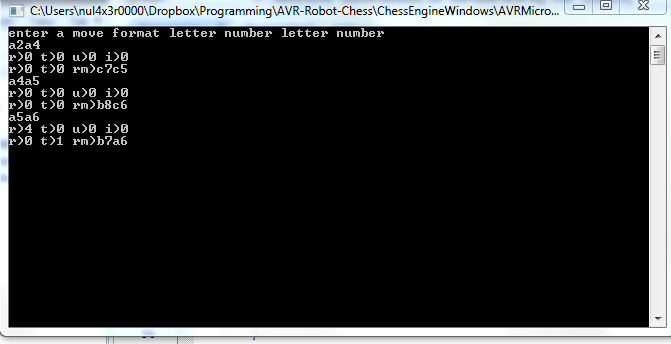 C:\Users\nul4x3r0000\Dropbox\Programming\AVR-Robot-Chess\ChessEngineWindows\AVRMicro...
enter a move format letter number letter number
a2a4
r>0 t>0 u>0 i>0
r>0 t>0 rm>c7c5
a4a5
r>0 t>0 u>0 i>0
r>0 t>0 rm>b8c6
a5a6
r>4 t>0 u>0 i>0
r>0 t>1 rm>b7a6